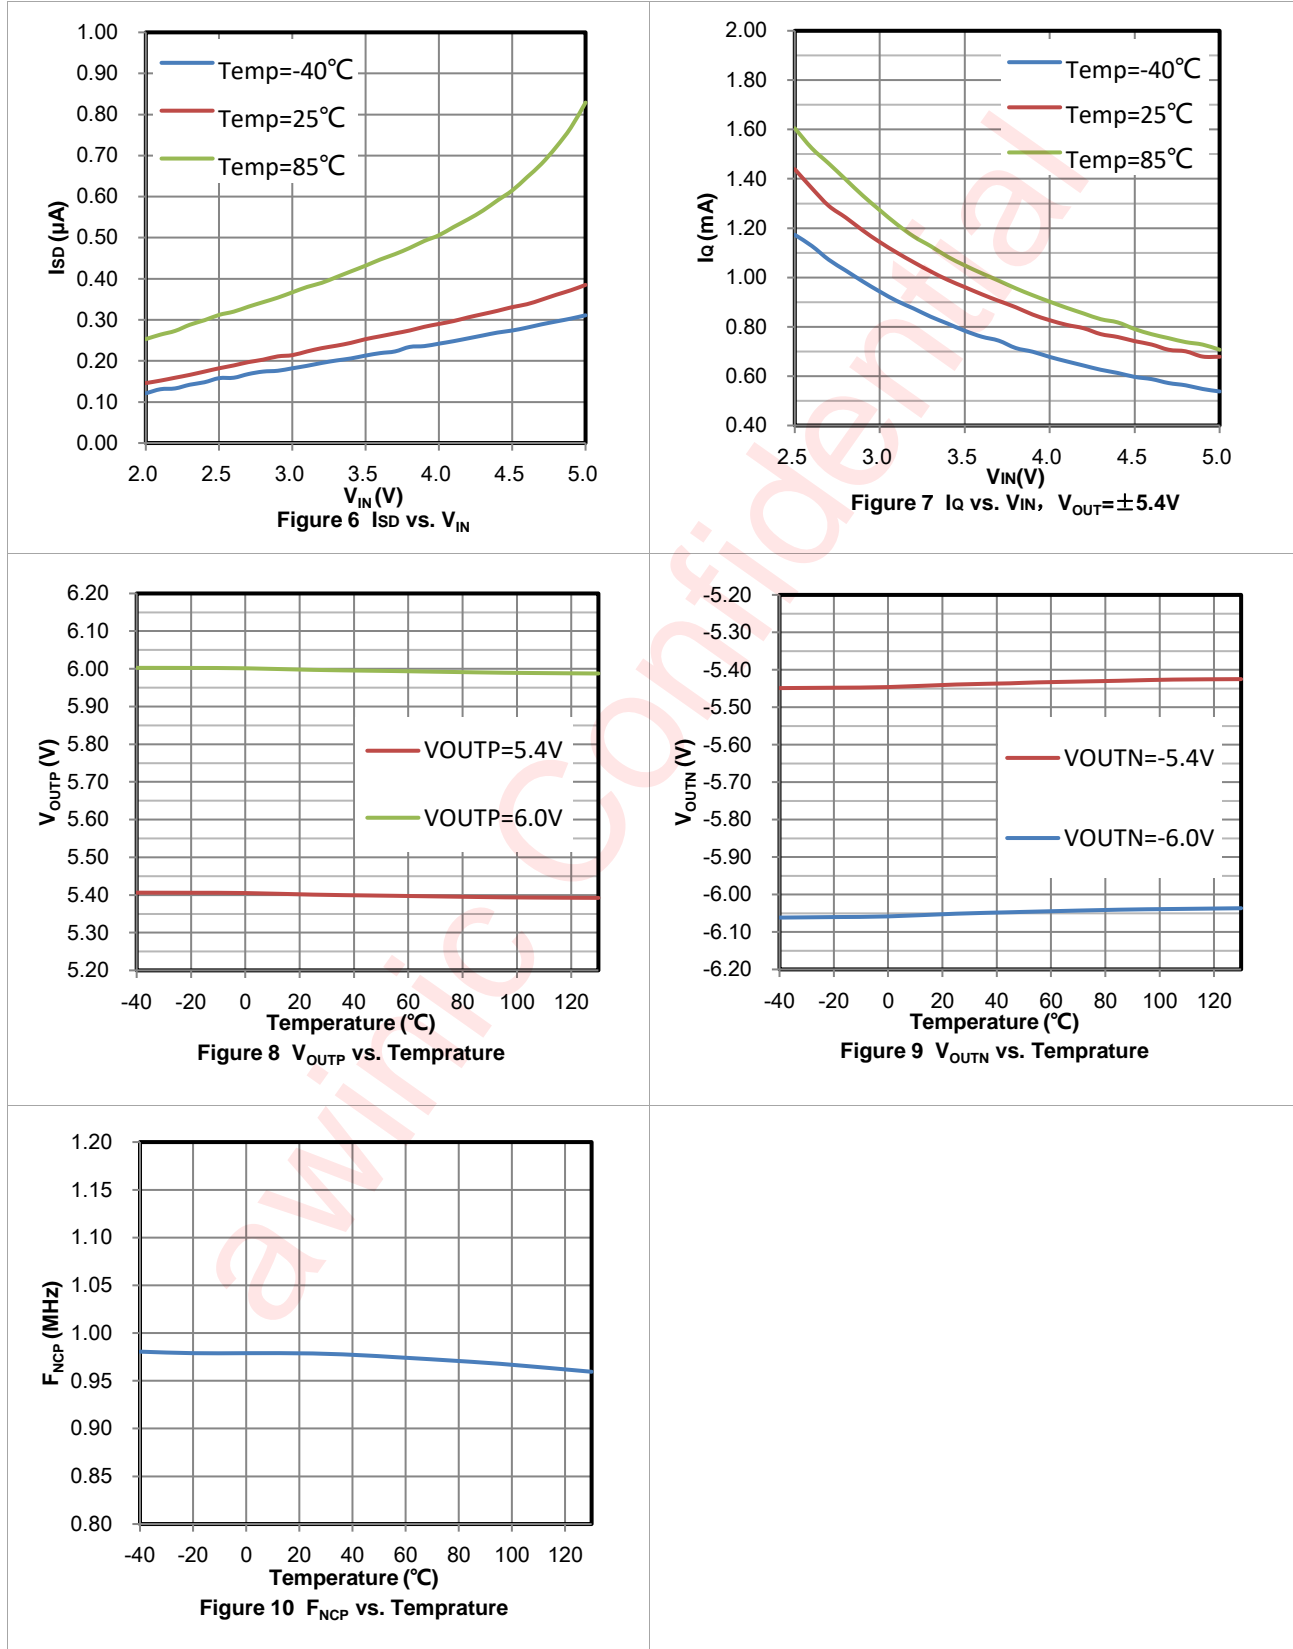 1.00
0.90
0.80
0.70
0.60
0.50
0.40
0.30
0.20
0.10
0.00
ISD (µA)
Temp=-40℃
Temp=25℃
Temp=85℃
2.0 2.5 3.0 3.5 4.0 4.5 5.0
VIN (V)
Figure 6 ISD vs. VIN
2.00
1.80
1.60
1.40
1.20
1.00
0.80
0.60
0.40
IQ (mA)
Temp=-40℃
Temp=25℃
Temp=85℃
2.5 3.0 3.5 4.0 4.5 5.0
VIN(V)
Figure 7 IQ vs. VIN，VOUT=±5.4V
6.20
6.10
6.00
5.90
5.80
5.70
5.60
5.50
5.40
5.30
5.20
VOUTP (V)
VOUTP=5.4V
VOUTP=6.0V
-40 -20 0 20 40 60 80 100 120
Temperature (℃)
Figure 8 VOUTP vs. Temprature
-5.20
-5.30
-5.40
-5.50
-5.60
-5.70
-5.80
-5.90
-6.00
-6.10
-6.20
VOUTN (V)
VOUTN=-5.4V
VOUTN=-6.0V
-40 -20 0 20 40 60 80 100 120
Temperature (℃)
Figure 9 VOUTN vs. Temprature
1.20
1.15
1.10
1.05
1.00
0.95
0.90
0.85
0.80
FNCP (MHz)
-40 -20 0 20 40 60 80 100 120
Temperature (℃)
Figure 10 FNCP vs. Temprature
awinic Confidential